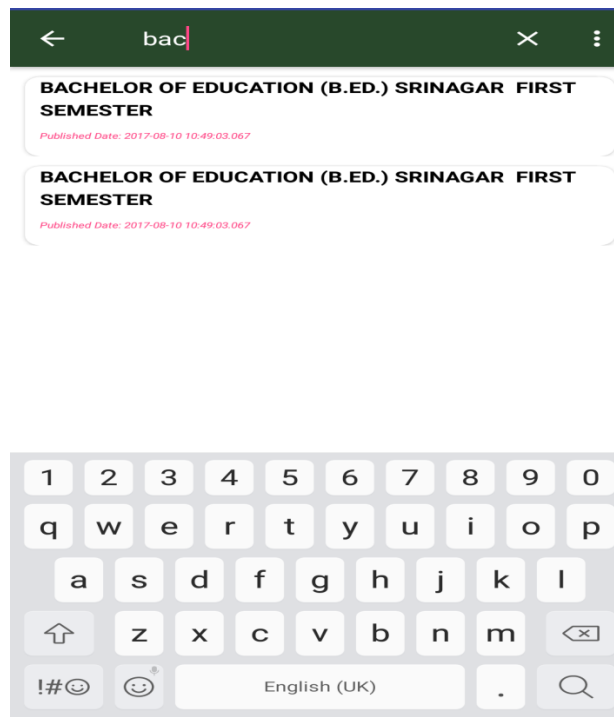 bac
BACHELOR OF EDUCATION (B.ED.) SRINAGAR FIRST
SEMESTER
Published Date: 2017-08-10 10:49:03.067
BACHELOR OF EDUCATION (B.ED.) SRINAGAR FIRST
SEMESTER
Published Date: 2017-08-10 10:49:03.067
1 2 3 4 5 6 7 8 9 0
q w e r t y u i o p
a s d f g h j k l
z x c v b n m
!#☺ English (UK) .